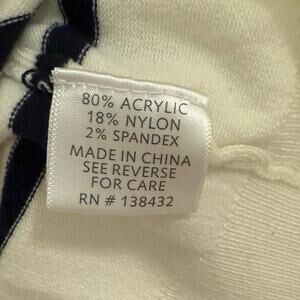 80% ACRYLIC
18% NYLON
2% SPANDEX
MADE IN CHINA
SEE REVERSE
FOR CARE
RN # 138432